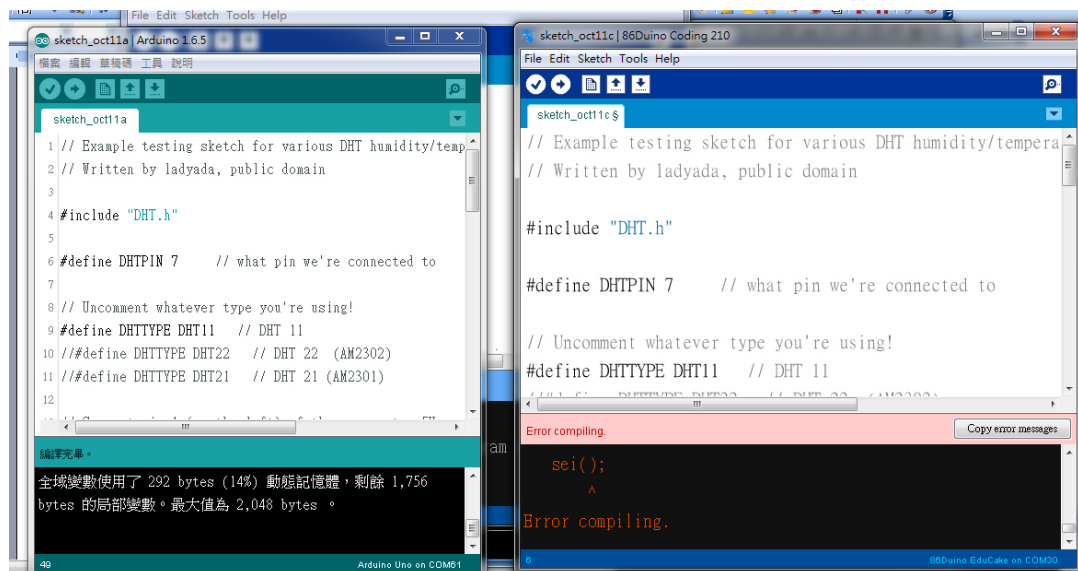 File Edit Sketch Tools Help
sketch_oct11a | Arduino 1.6.5
檔案 編輯 草稿碼 工具 說明
sketch_oct11a
1 // Example testing sketch for various DHT humidity/temp
2 // Written by ladyada, public domain
3
4 #include "DHT.h"
5
6 #define DHTPIN 7 // what pin we're connected to
7
8 // Uncomment whatever type you're using!
9 #define DHTTYPE DHT11 // DHT 11
10 //#define DHTTYPE DHT22 // DHT 22 (AM2302)
11 //#define DHTTYPE DHT21 // DHT 21 (AM2301)
12
編譯完畢。
全域變數使用了 292 bytes (14%) 動態記憶體，剩餘 1,756
bytes 的局部變數。最大值為 2,048 bytes 。
49 Arduino Uno on COM61
am
sketch_oct11c | 86Duino Coding 210
File Edit Sketch Tools Help
sketch_oct11c §
// Example testing sketch for various DHT humidity/tempera
// Written by ladyada, public domain
#include "DHT.h"
#define DHTPIN 7 // what pin we're connected to
// Uncomment whatever type you're using!
#define DHTTYPE DHT11 // DHT 11
Error compiling.
Copy error messages
sei();
^
Error compiling.
6 86Duino EduCake on COM30